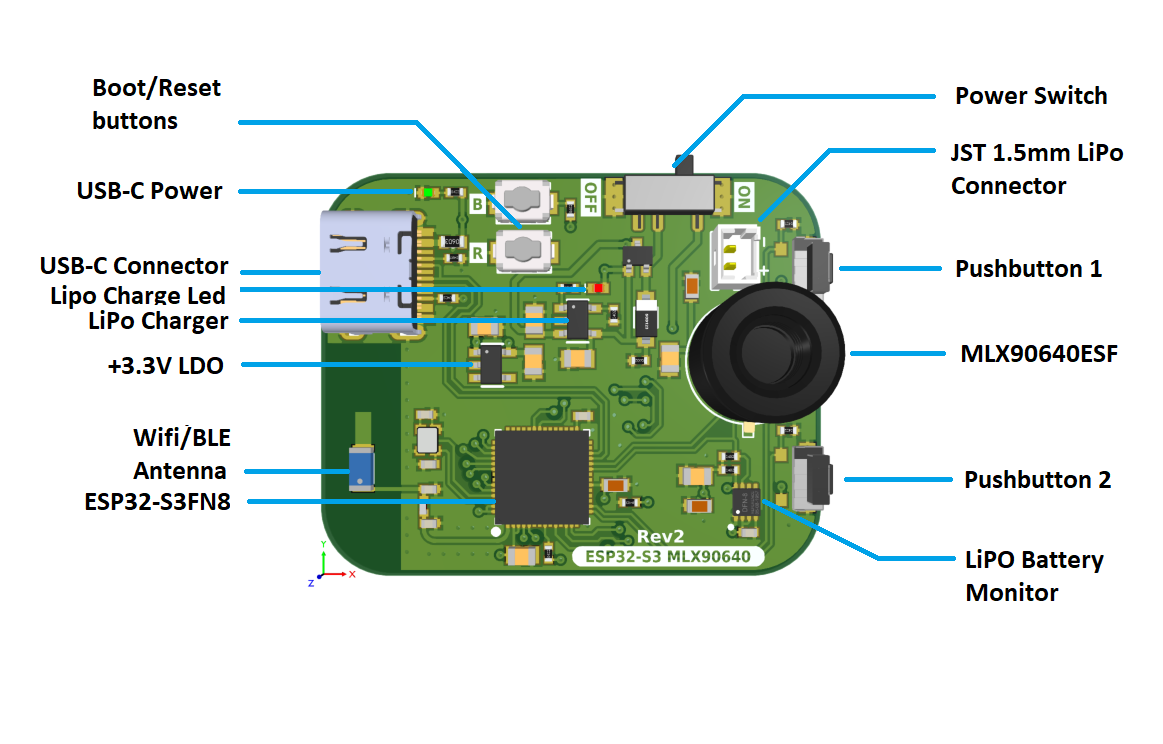 Boot/Reset
buttons
Power Switch
JST 1.5mm LiPo
Connector
USB-C Power
B
OFF
ON
R
USB-C Connector
Pushbutton 1
Lipo Charge Led
LiPo Charger
+
-
MLX90640ESF
+3.3V LDO
Wifi/BLE
Antenna
Pushbutton 2
ESP32-S3FN8
Rev2
ESP32-S3 MLX90640
LiPO Battery
Monitor
Y
X
Z